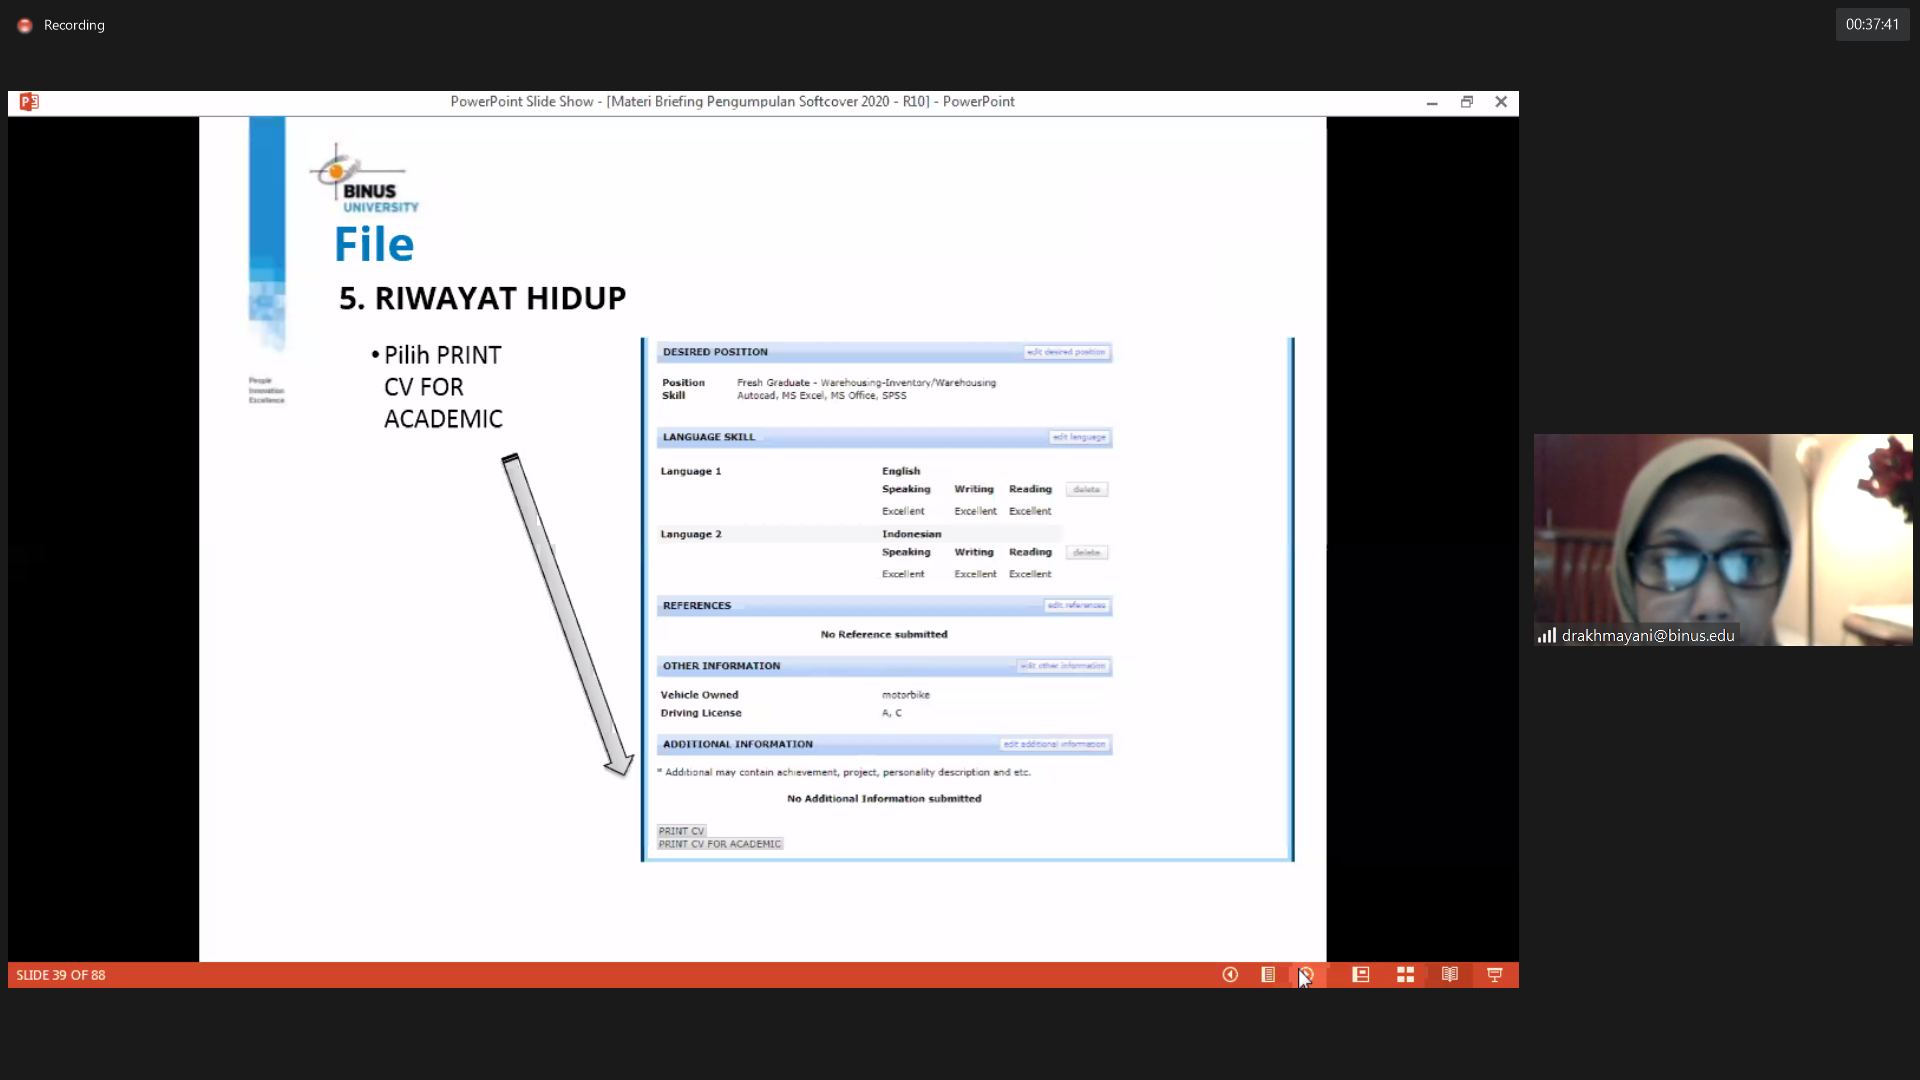 Recording
00:37:41
PowerPoint Slide Show - [Materi Briefing Pengumpulan Softcover 2020 - R10] - PowerPoint
BINUS
UNIVERSITY
File
5. RIWAYAT HIDUP
• Pilih PRINT
CV FOR
ACADEMIC
People
Innovation
Excellence
DESIRED POSITION edit desired position
Position Fresh Graduate - Warehousing-Inventory/Warehousing
Skill Autocad, MS Excel, MS Office, SPSS
LANGUAGE SKILL edit language
Language 1 English
Speaking Writing Reading delete
Excellent Excellent Excellent
Language 2 Indonesian
Speaking Writing Reading delete
Excellent Excellent Excellent
REFERENCES edit references
No Reference submitted
OTHER INFORMATION edit other information
Vehicle Owned motorbike
Driving License A, C
ADDITIONAL INFORMATION edit additional information
* Additional may contain achievement, project, personality description and etc.
No Additional Information submitted
PRINT CV
PRINT CV FOR ACADEMIC
drakhmayani@binus.edu
SLIDE 39 OF 88